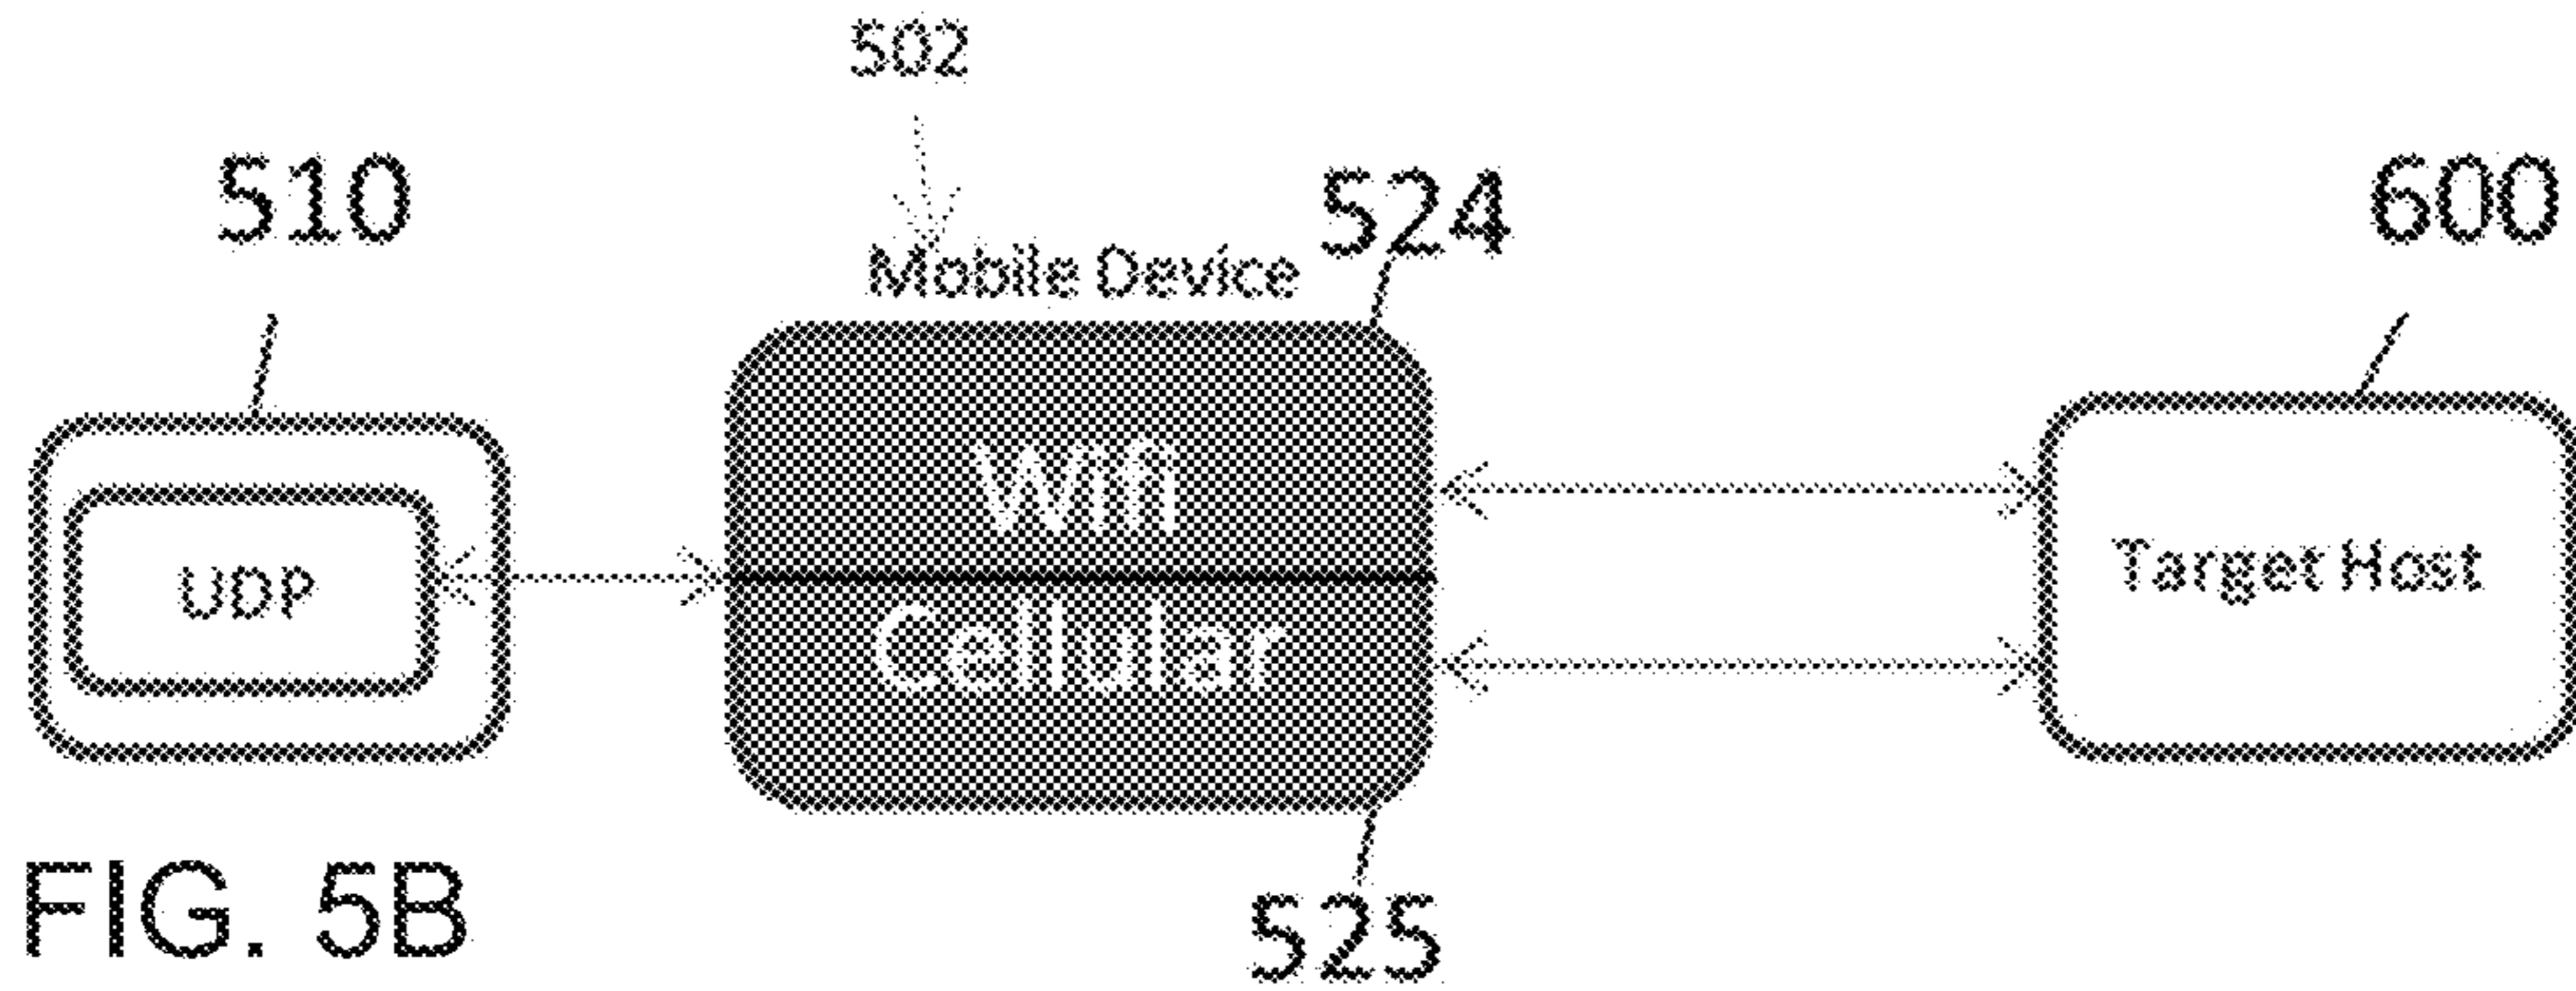 502
510
524
600
Mobile Device
Wifi
UDP
Target Host
Cellular
FIG. 5B
525